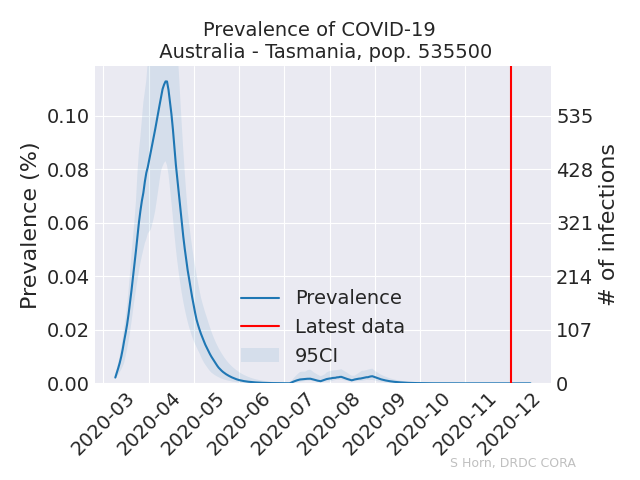 Prevalence of COVID-19
Australia - Tasmania, pop. 535500
Prevalence (%)
0.10
0.08
0.06
0.04
0.02
0.00
535
428
321
214
107
0
# of infections
Prevalence
Latest data
95CI
2020-03
2020-04
2020-05
2020-06
2020-07
2020-08
2020-09
2020-10
2020-11
2020-12
S Horn, DRDC CORA